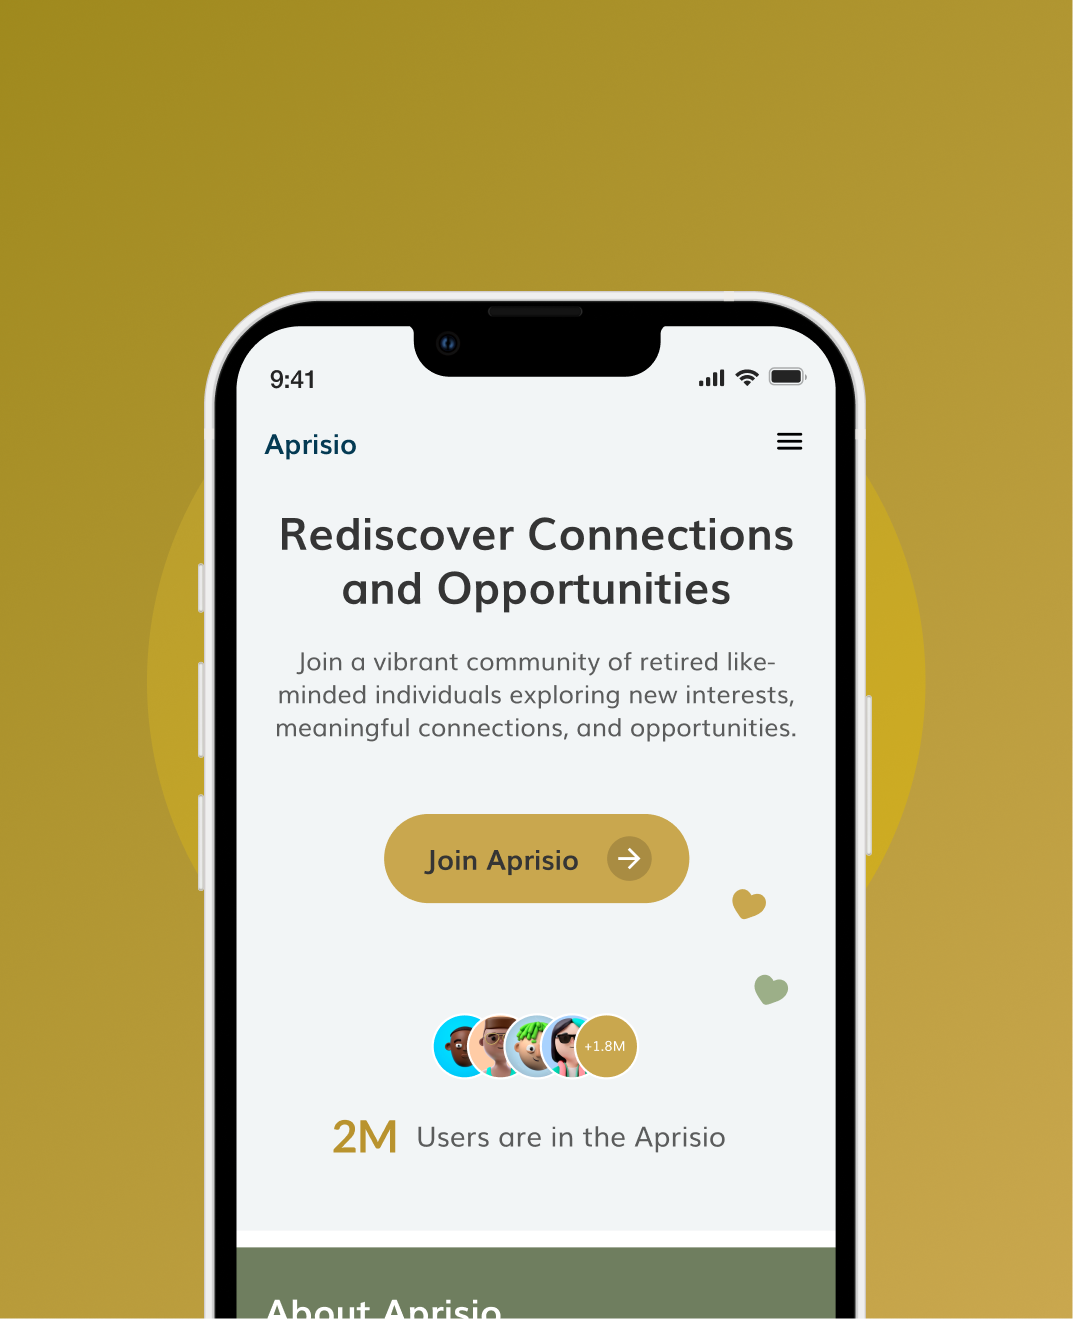 9:41
Aprisio
Rediscover Connections
and Opportunities
Join a vibrant community of retired like-
minded individuals exploring new interests,
meaningful connections, and opportunities.
Join Aprisio
+1.8M
2M Users are in the Aprisio
About Aprisio